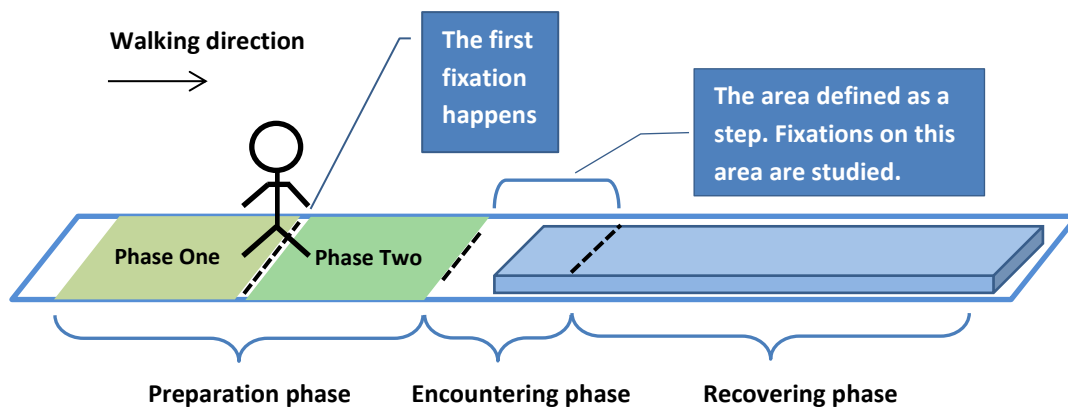 Walking direction
The first
fixation
happens
The area defined as a
step. Fixations on this
area are studied.
Phase One
Phase Two
Preparation phase
Encountering phase
Recovering phase